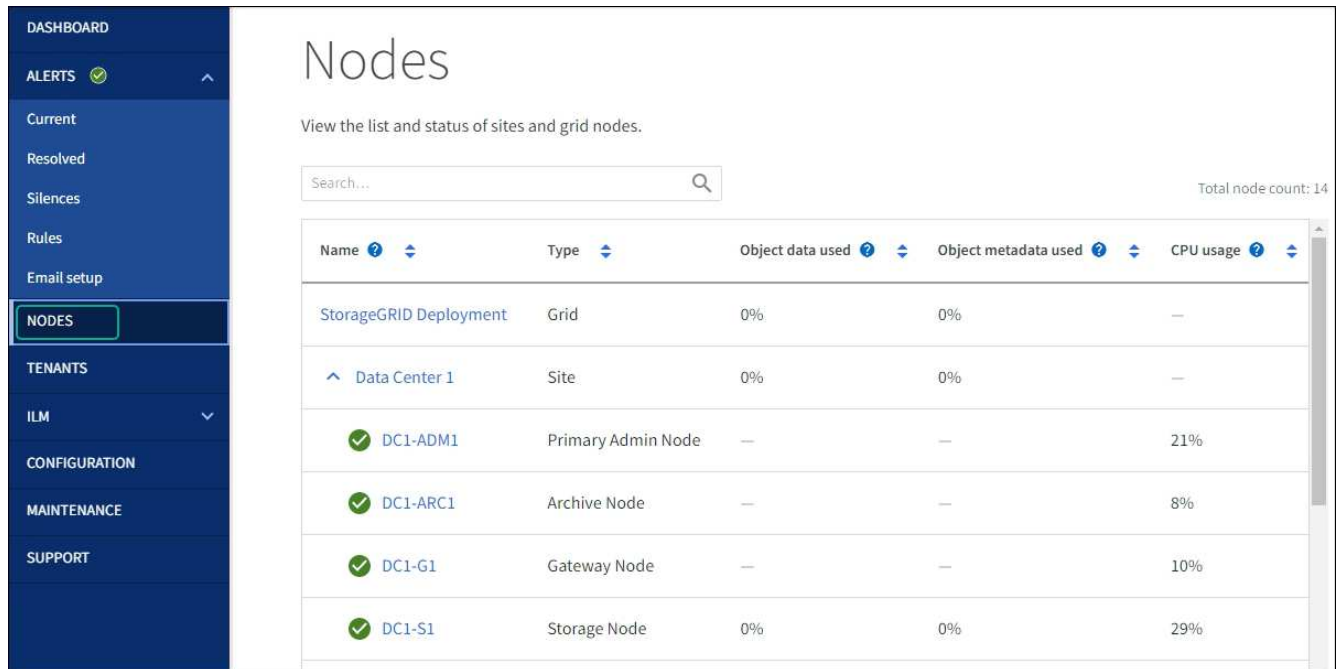 DASHBOARD
ALERTS
Current
Resolved
Silences
Rules
Email setup
NODES
TENANTS
ILM
CONFIGURATION
MAINTENANCE
SUPPORT
Nodes
View the list and status of sites and grid nodes.
Search...
Total node count: 14
Name ? Type Object data used ? Object metadata used ? CPU usage ?
StorageGRID Deployment Grid 0% 0% —
Data Center 1 Site 0% 0% —
DC1-ADM1 Primary Admin Node — — 21%
DC1-ARC1 Archive Node — — 8%
DC1-G1 Gateway Node — — 10%
DC1-S1 Storage Node 0% 0% 29%